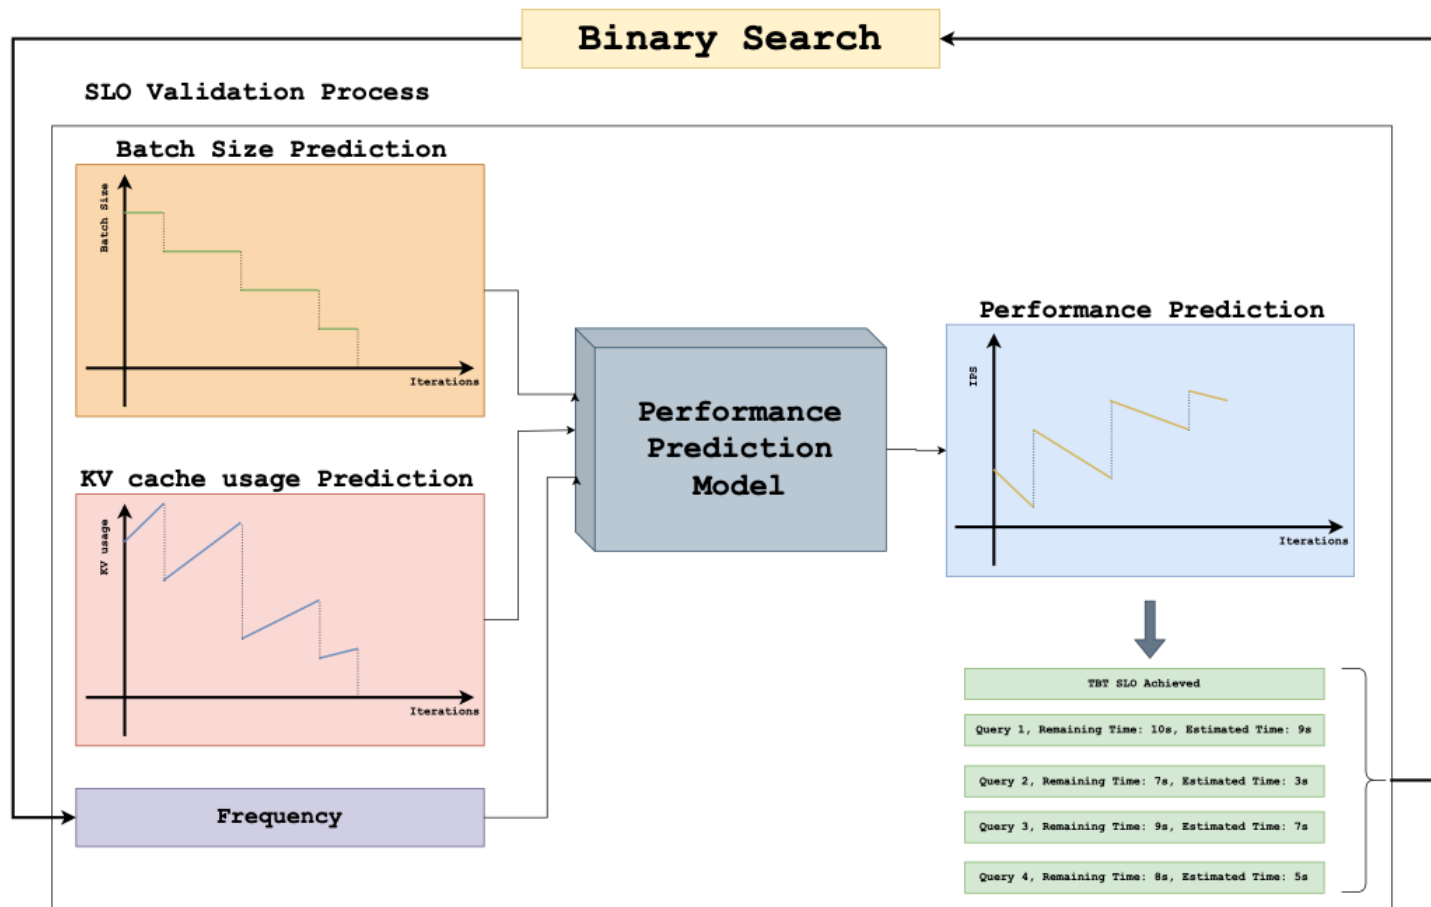 Binary Search
SLO Validation Process
Batch Size Prediction
Batch Size
Iterations
KV cache usage Prediction
KV usage
Iterations
Frequency
Performance
Prediction
Model
Performance Prediction
IPS
Iterations
TBT SLO Achieved
Query 1, Remaining Time: 10s, Estimated Time: 9s
Query 2, Remaining Time: 7s, Estimated Time: 3s
Query 3, Remaining Time: 9s, Estimated Time: 7s
Query 4, Remaining Time: 8s, Estimated Time: 5s